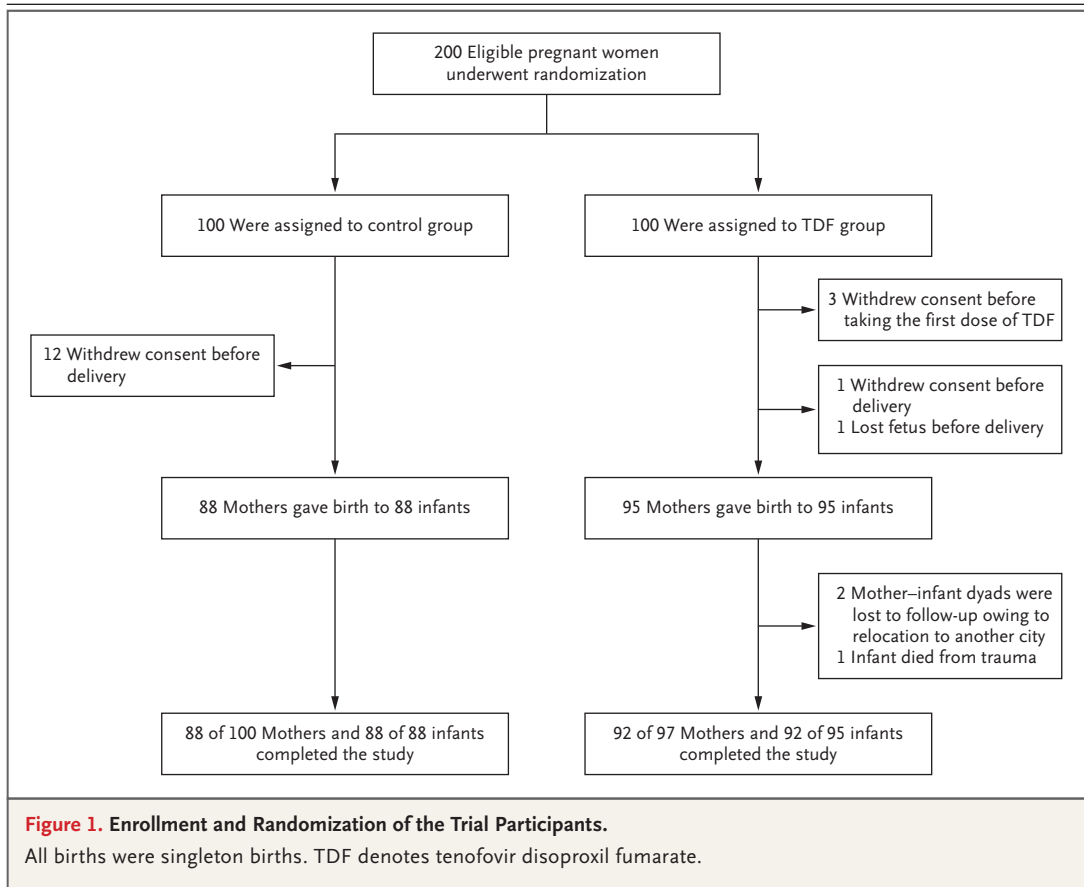 200 Eligible pregnant women
underwent randomization
100 Were assigned to control group
100 Were assigned to TDF group
3 Withdrew consent before
taking the first dose of TDF
12 Withdrew consent before
delivery
1 Withdrew consent before
delivery
1 Lost fetus before delivery
88 Mothers gave birth to 88 infants
95 Mothers gave birth to 95 infants
2 Mother–infant dyads were
lost to follow-up owing to
relocation to another city
1 Infant died from trauma
88 of 100 Mothers and 88 of 88 infants
completed the study
92 of 97 Mothers and 92 of 95 infants
completed the study
Figure 1. Enrollment and Randomization of the Trial Participants.
All births were singleton births. TDF denotes tenofovir disoproxil fumarate.